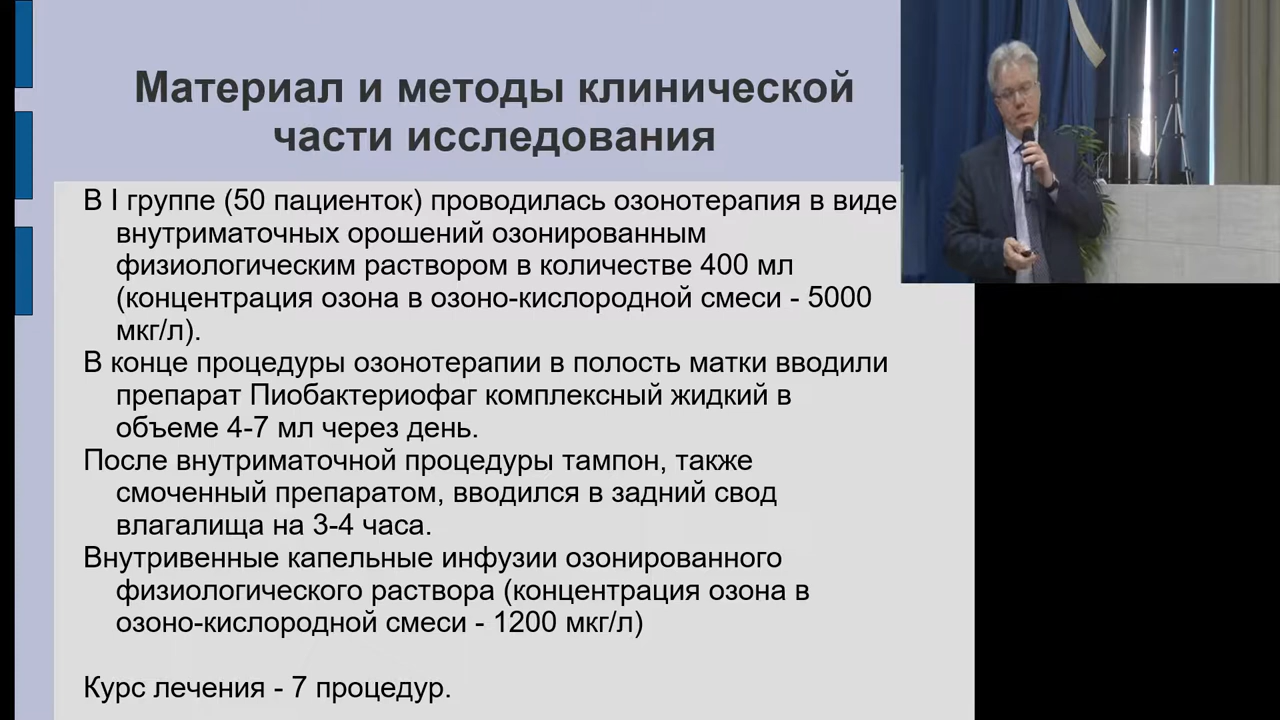 Материал и методы клинической
части исследования
В I группе (50 пациенток) проводилась озонотерапия в виде
внутриматочных орошений озонированным
физиологическим раствором в количестве 400 мл
(концентрация озона в озоно-кислородной смеси - 5000
мкг/л).
В конце процедуры озонотерапии в полость матки вводили
препарат Пиобактериофаг комплексный жидкий в
объеме 4-7 мл через день.
После внутриматочной процедуры тампон, также
смоченный препаратом, вводился в задний свод
влагалища на 3-4 часа.
Внутривенные капельные инфузии озонированного
физиологического раствора (концентрация озона в
озоно-кислородной смеси - 1200 мкг/л)
Курс лечения - 7 процедур.